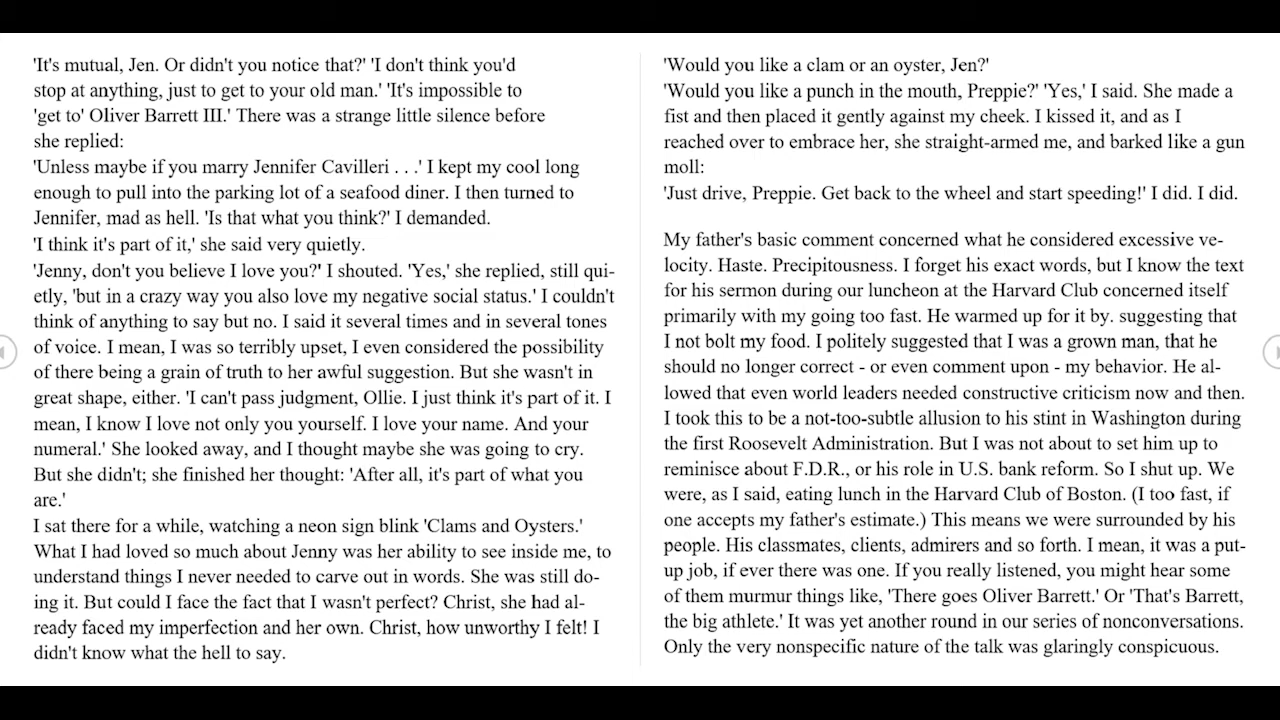 'It's mutual, Jen. Or didn't you notice that?' 'I don't think you'd
stop at anything, just to get to your old man.' 'It's impossible to
'get to' Oliver Barrett III.' There was a strange little silence before
she replied:
'Unless maybe if you marry Jennifer Cavilleri . . .' I kept my cool long
enough to pull into the parking lot of a seafood diner. I then turned to
Jennifer, mad as hell. 'Is that what you think?' I demanded.
'I think it's part of it,' she said very quietly.
'Jenny, don't you believe I love you?' I shouted. 'Yes,' she replied, still qui-
etly, 'but in a crazy way you also love my negative social status.' I couldn't
think of anything to say but no. I said it several times and in several tones
of voice. I mean, I was so terribly upset, I even considered the possibility
of there being a grain of truth to her awful suggestion. But she wasn't in
great shape, either. 'I can't pass judgment, Ollie. I just think it's part of it. I
mean, I know I love not only you yourself. I love your name. And your
numeral.' She looked away, and I thought maybe she was going to cry.
But she didn't; she finished her thought: 'After all, it's part of what you
are.'
I sat there for a while, watching a neon sign blink 'Clams and Oysters.'
What I had loved so much about Jenny was her ability to see inside me, to
understand things I never needed to carve out in words. She was still do-
ing it. But could I face the fact that I wasn't perfect? Christ, she had al-
ready faced my imperfection and her own. Christ, how unworthy I felt! I
didn't know what the hell to say.
'Would you like a clam or an oyster, Jen?'
'Would you like a punch in the mouth, Preppie?' 'Yes,' I said. She made a
fist and then placed it gently against my cheek. I kissed it, and as I
reached over to embrace her, she straight-armed me, and barked like a gun
moll:
'Just drive, Preppie. Get back to the wheel and start speeding!' I did. I did.
My father's basic comment concerned what he considered excessive ve-
locity. Haste. Precipitousness. I forget his exact words, but I know the text
for his sermon during our luncheon at the Harvard Club concerned itself
primarily with my going too fast. He warmed up for it by. suggesting that
I not bolt my food. I politely suggested that I was a grown man, that he
should no longer correct - or even comment upon - my behavior. He al-
lowed that even world leaders needed constructive criticism now and then.
I took this to be a not-too-subtle allusion to his stint in Washington during
the first Roosevelt Administration. But I was not about to set him up to
reminisce about F.D.R., or his role in U.S. bank reform. So I shut up. We
were, as I said, eating lunch in the Harvard Club of Boston. (I too fast, if
one accepts my father's estimate.) This means we were surrounded by his
people. His classmates, clients, admirers and so forth. I mean, it was a put-
up job, if ever there was one. If you really listened, you might hear some
of them murmur things like, 'There goes Oliver Barrett.' Or 'That's Barrett,
the big athlete.' It was yet another round in our series of nonconversations.
Only the very nonspecific nature of the talk was glaringly conspicuous.